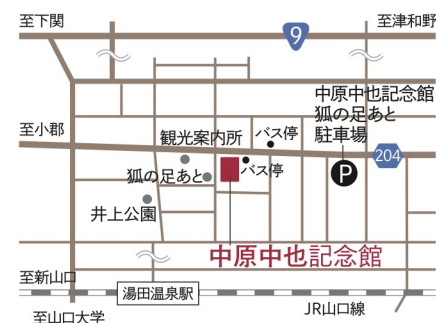 至下関
9
至津和野
中原中也記念館
狐の足あと
駐車場
至小郡
観光案内所
バス停
204
狐の足あと
バス停
P
井上公園
中原中也記念館
至新山口
湯田温泉駅
JR山口線
至山口大学